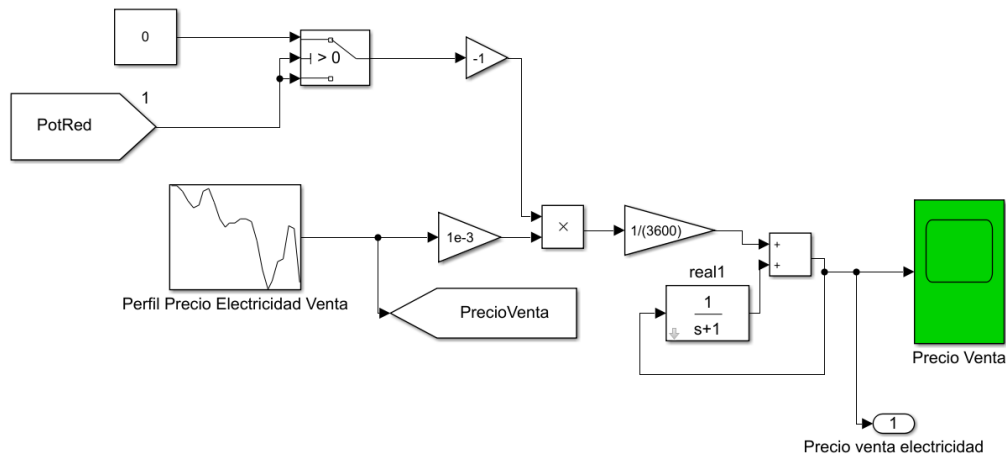 0
> 0
-1
1
PotRed
1e-3
×
1/(3600)
+
+
real1
1
s+1
Perfil Precio Electricidad Venta
PrecioVenta
Precio Venta
1
Precio venta electricidad